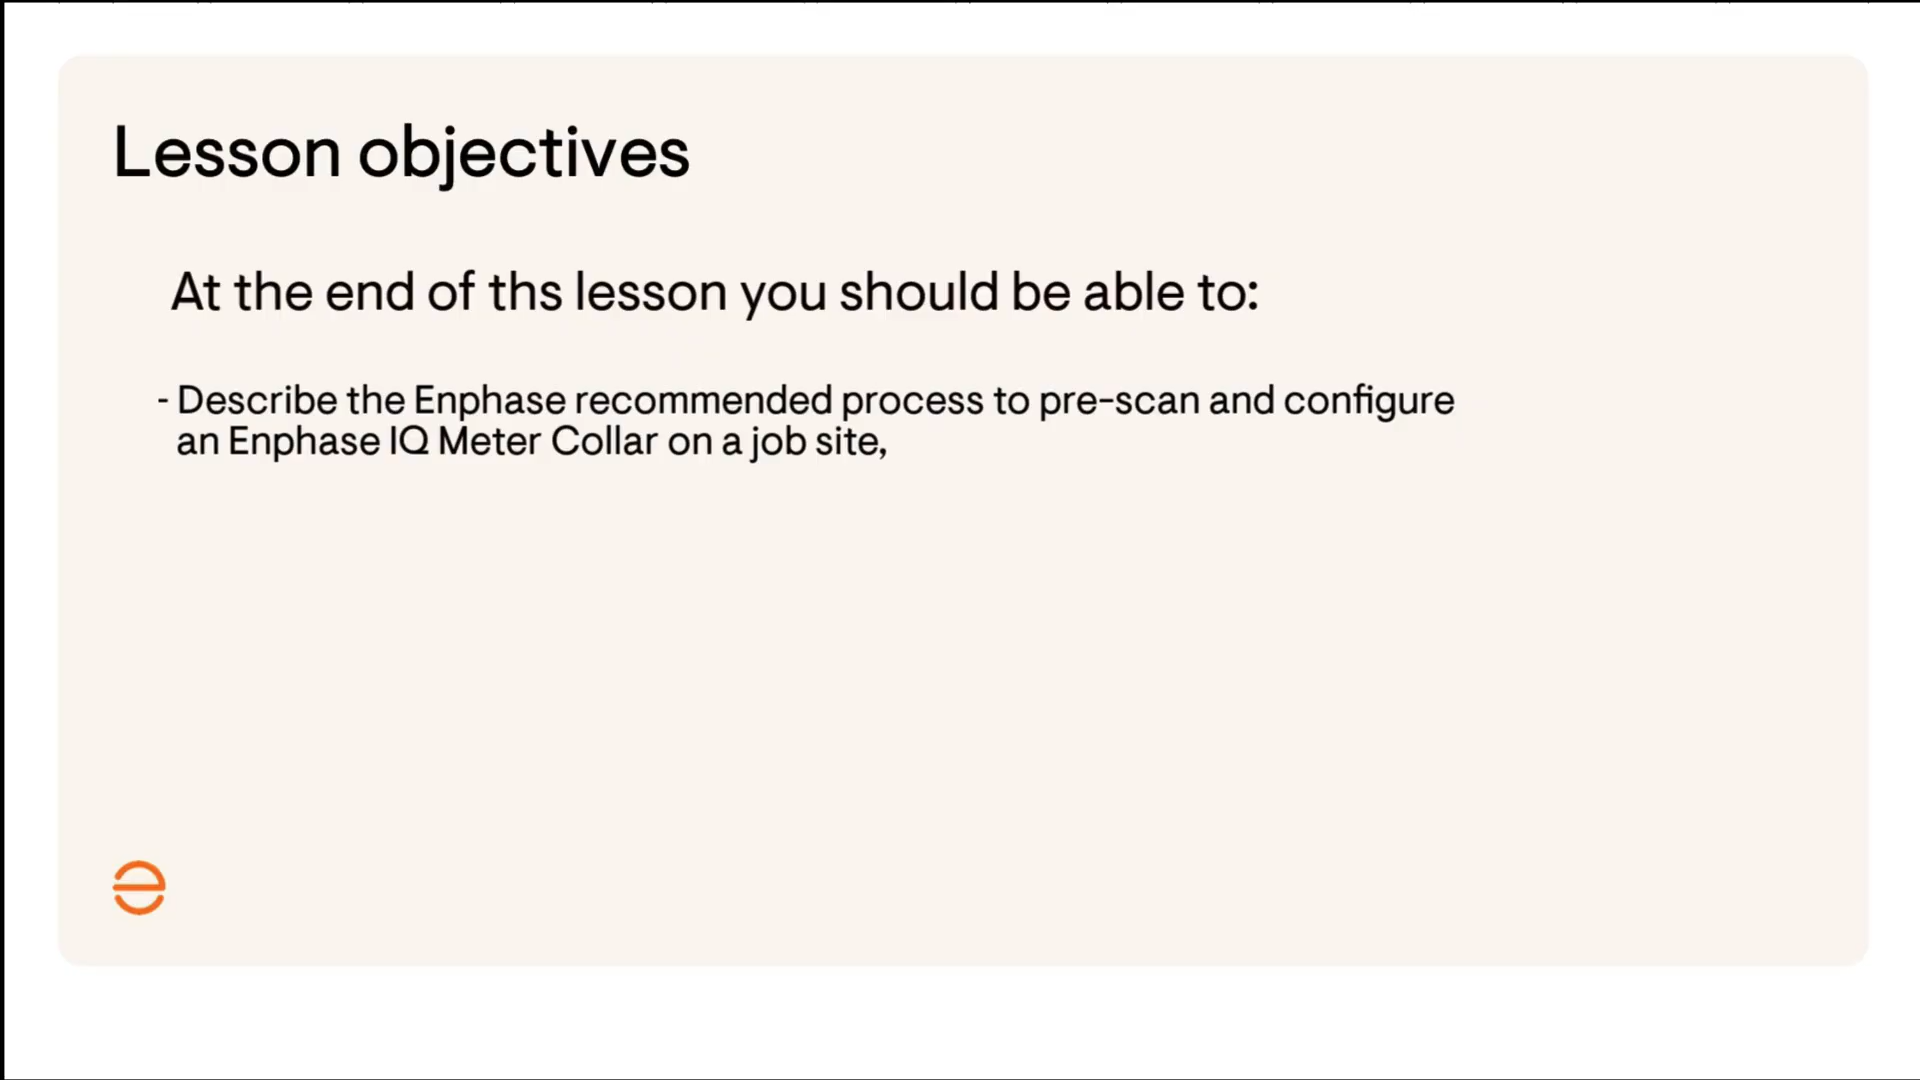 Lesson objectives
At the end of ths lesson you should be able to:
- Describe the Enphase recommended process to pre-scan and configure
an Enphase IQ Meter Collar on a job site,